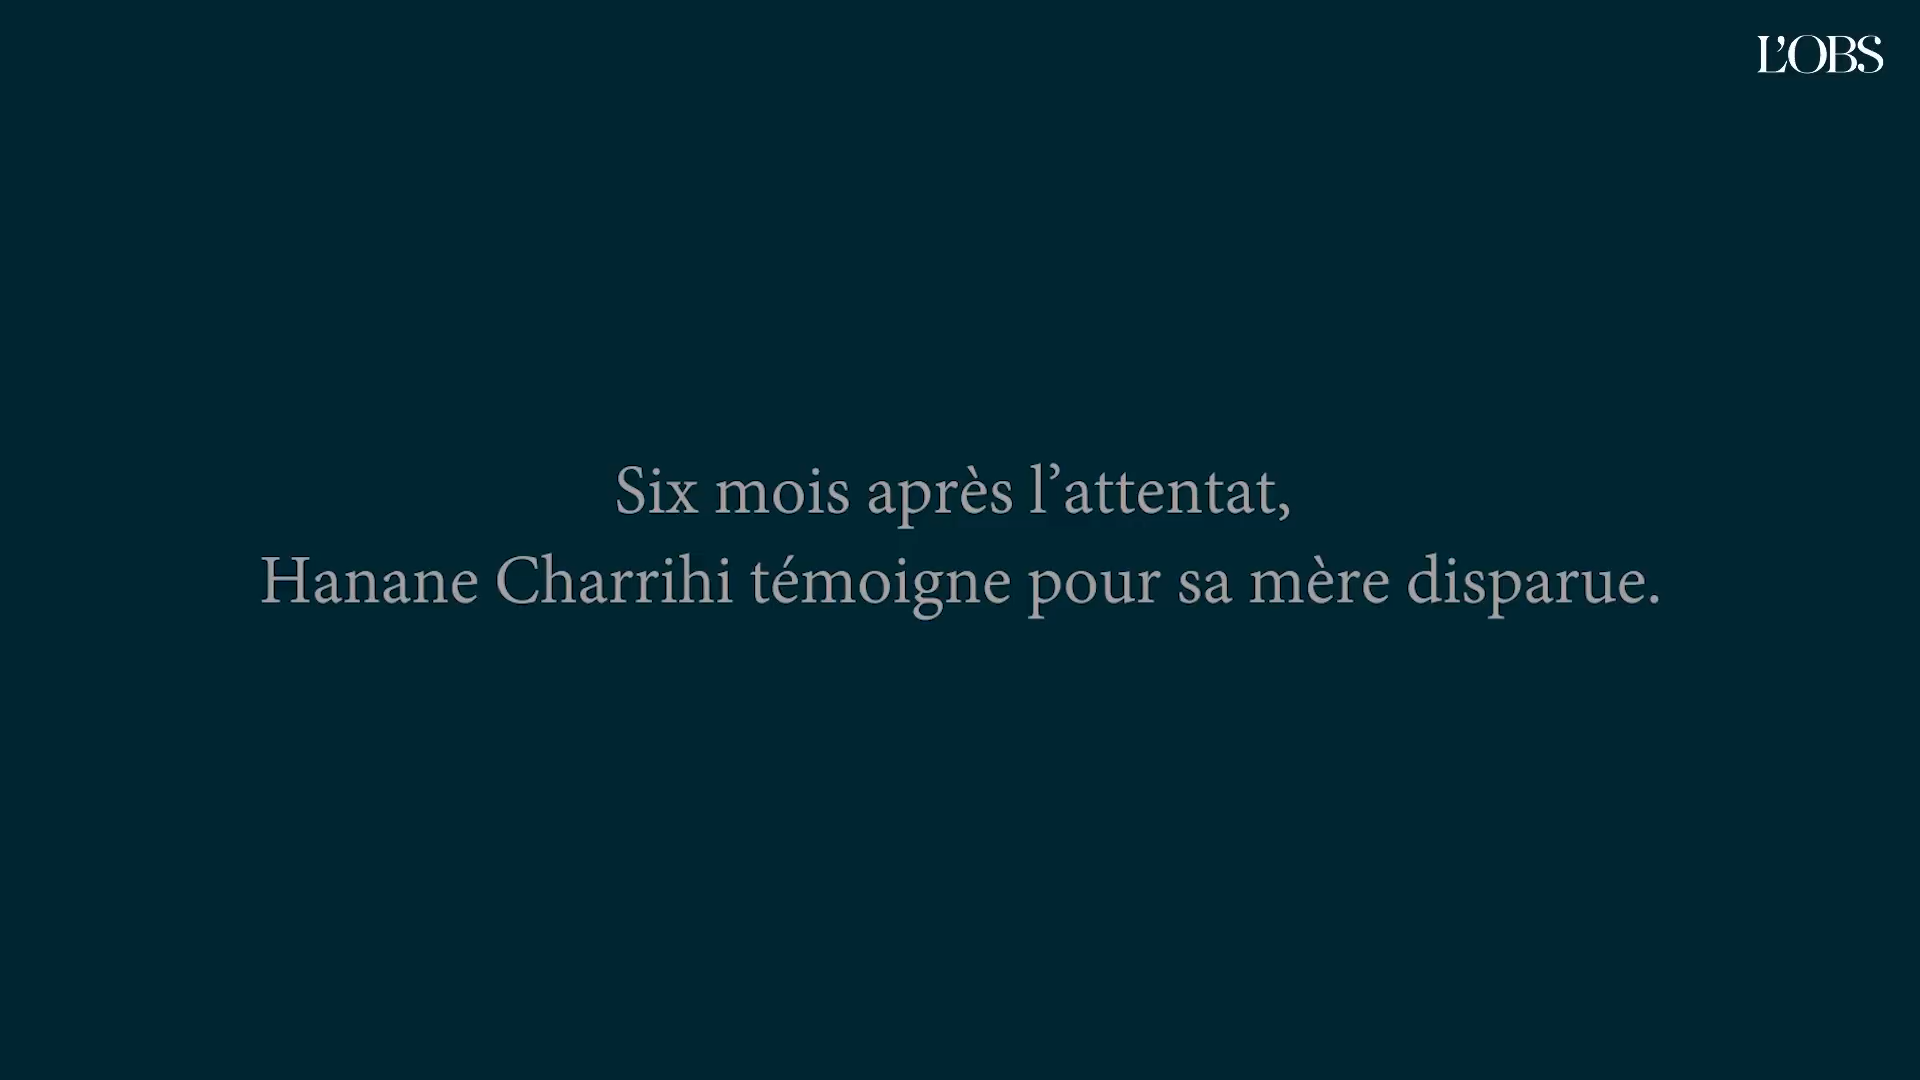 L'OBS
Six mois après l’attentat,
Hanane Charrihi témoigne pour sa mère disparue.